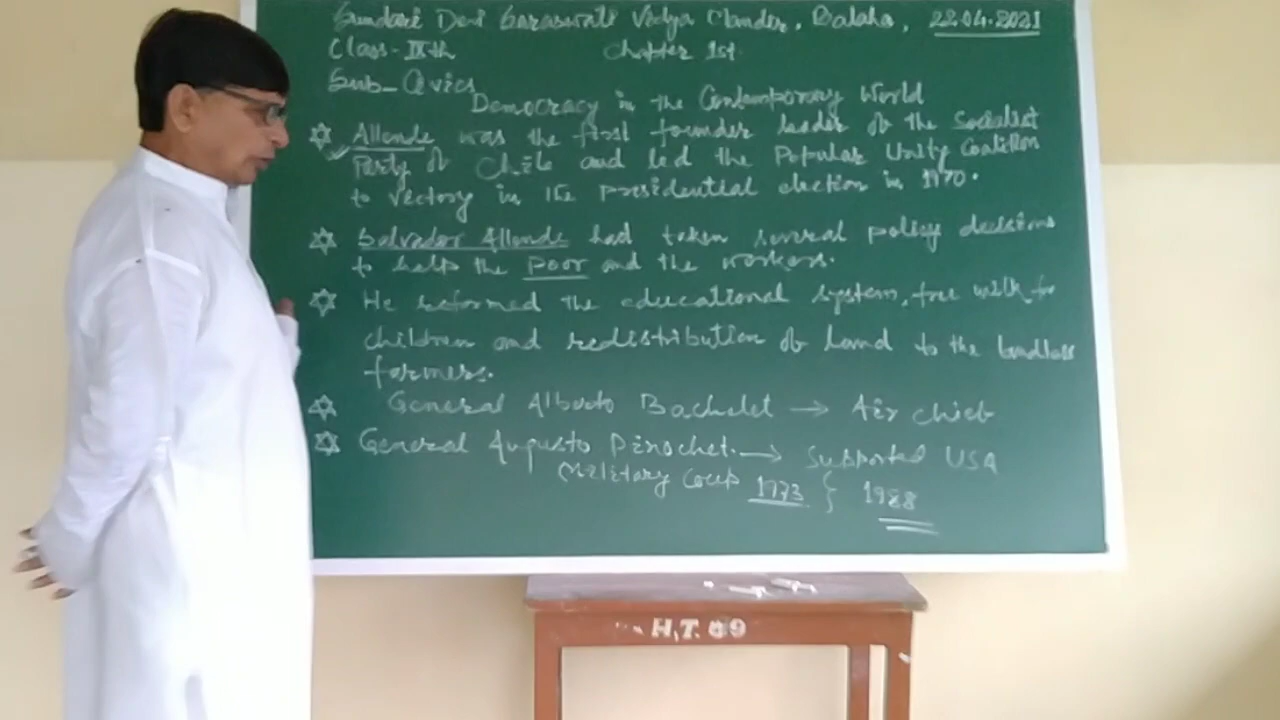 Sundari Devi Saraswati Vidya Mandir, Balaha, 22.04.2021
Class-IXth Chapter 1st
Sub-Civics
Democracy in the Contemporary World
Allende was the first founder leader of the Socialist
Party of Chile and led the Popular Unity Coalition
to Vectory in the presidential election in 1970.
Salvador Allende had taken several policy decisions
to help the poor and the workers.
He reformed the educational system, free milk for
children and redistribution of land to the landless
farmers.
General Alberto Bachelet → Air chief
General Augusto Pinochet. → Supported USA
Military Coup 1973 } 1988
H.T. 09